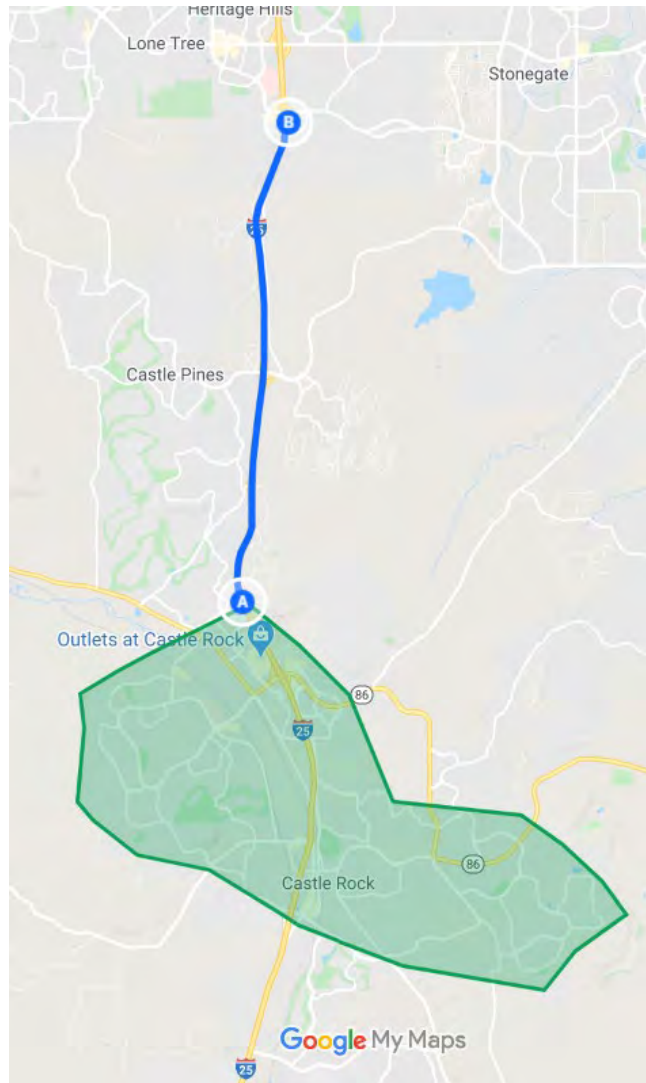 Heritage Hills
Lone Tree
Stonegate
B
25
Castle Pines
A
Outlets at Castle Rock
86
25
86
Castle Rock
Google My Maps
25